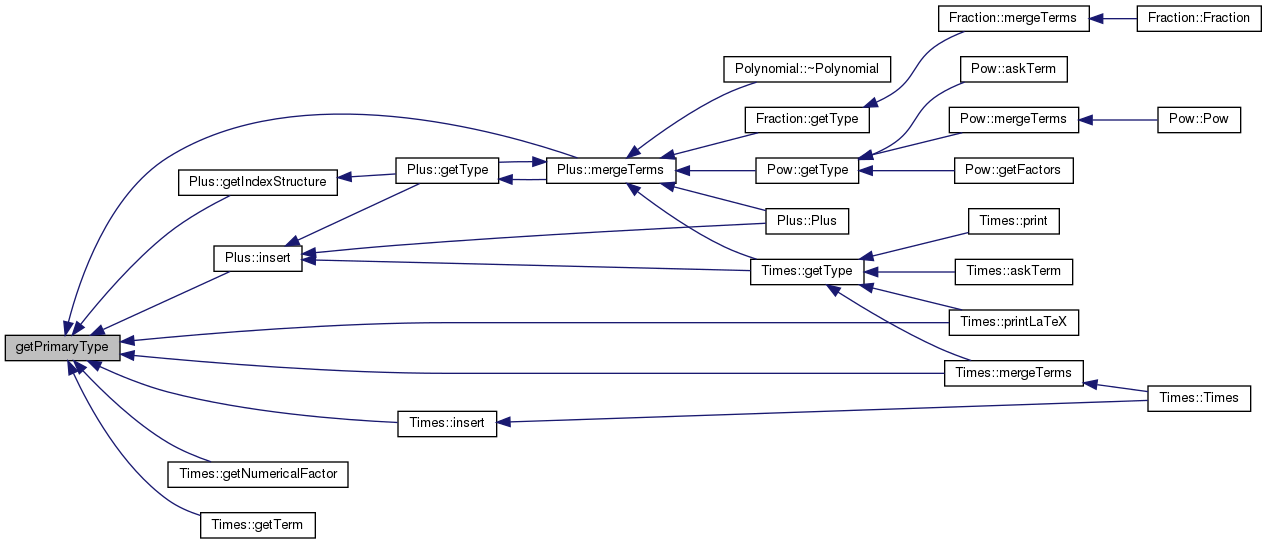 Fraction::mergeTerms
Fraction::Fraction
Polynomial::~Polynomial
Pow::askTerm
Fraction::getType
Pow::mergeTerms
Pow::Pow
Plus::getIndexStructure
Plus::getType
Plus::mergeTerms
Pow::getType
Pow::getFactors
Plus::Plus
Times::print
Plus::insert
Times::getType
Times::askTerm
Times::printLaTeX
getPrimaryType
Times::mergeTerms
Times::Times
Times::insert
Times::getNumericalFactor
Times::getTerm